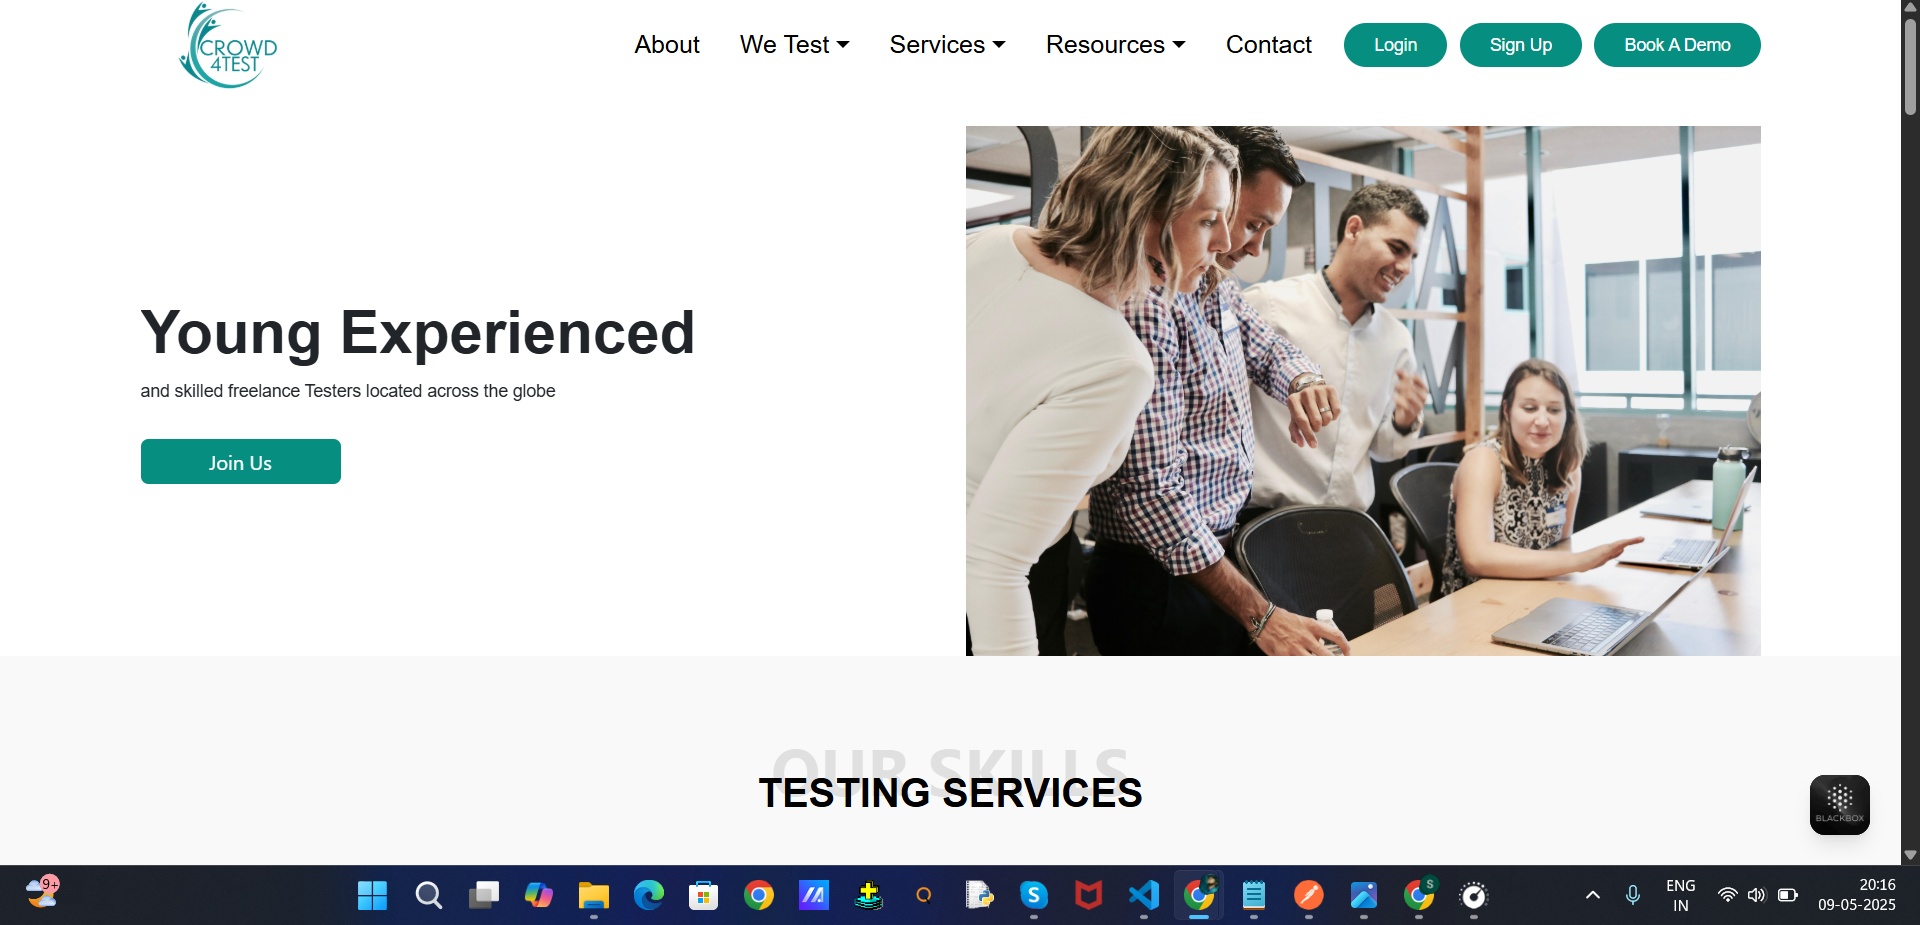 CROWD
4TEST
About
We Test
Services
Resources
Contact
Login
Sign Up
Book A Demo
Young Experienced
and skilled freelance Testers located across the globe
Join Us
OUR SKILLS
TESTING SERVICES
BLACKBOX
9+
S
S
ENG
IN
20:16
09-05-2025